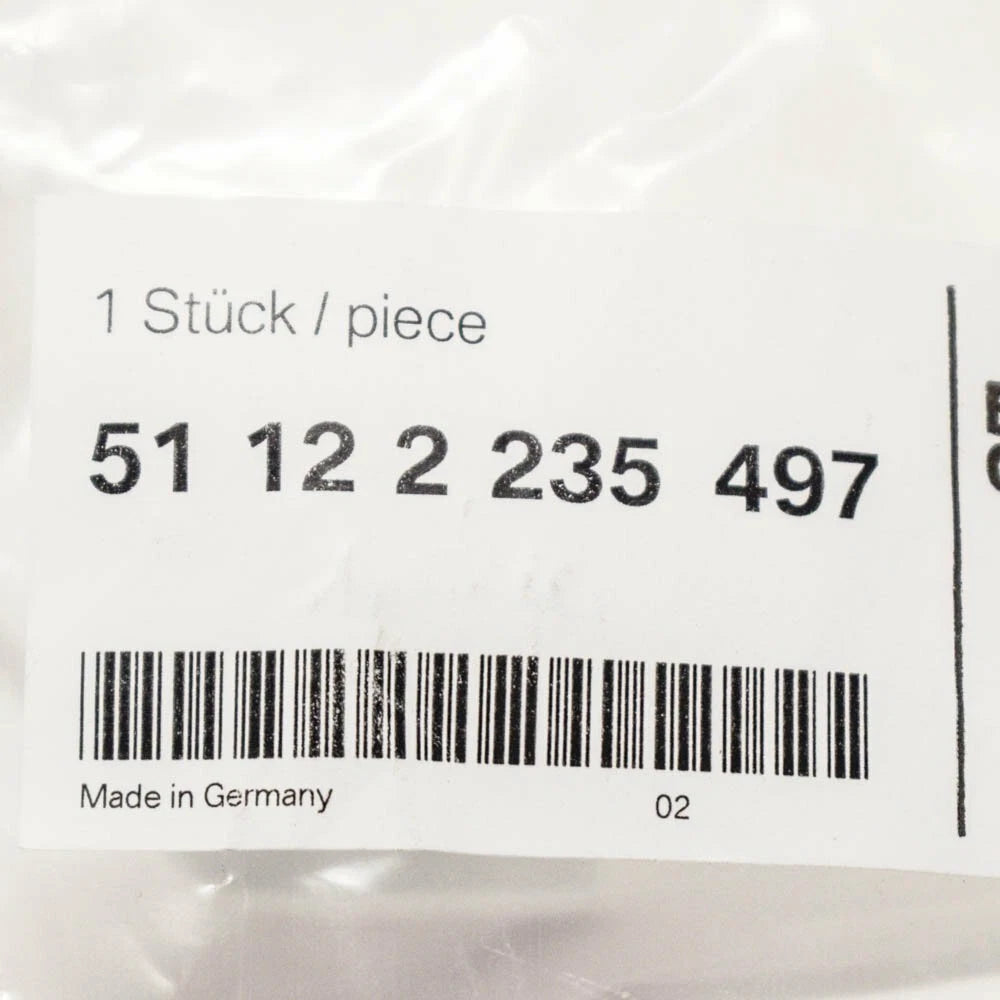 1 Stück / piece
51 12 2 235 497
Made in Germany 02